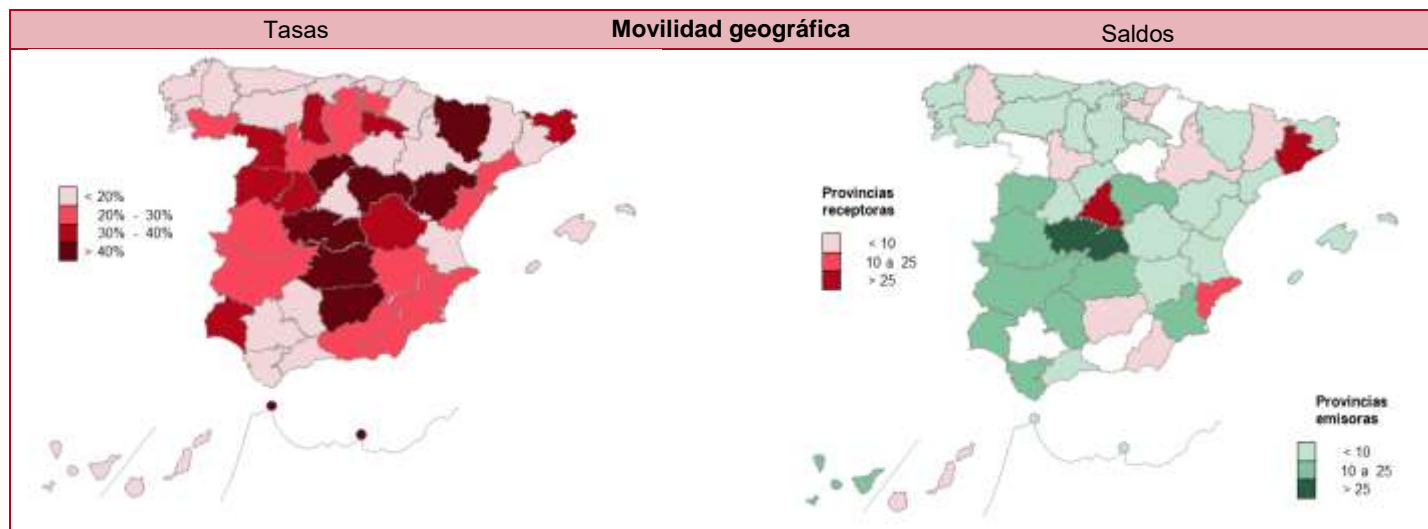 Tasas
Movilidad geográfica
Saldos
< 20%
20% - 30%
30% - 40%
> 40%
Provincias
receptoras
< 10
10 a 25
> 25
Provincias
emisoras
< 10
10 a 25
> 25